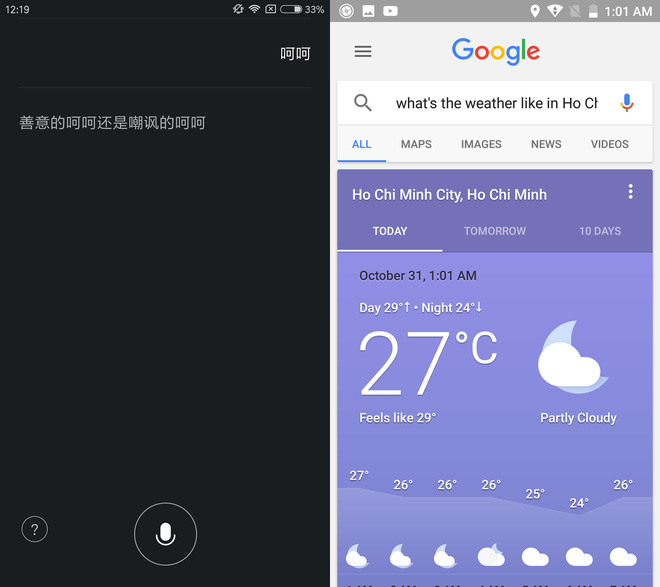 12:19
33%
呵呵
善意的呵呵还是嘲讽的呵呵
?
1:01 AM
Google
what's the weather like in Ho Ch
ALL MAPS IMAGES NEWS VIDEOS
Ho Chi Minh City, Ho Chi Minh
TODAY TOMORROW 10 DAYS
October 31, 1:01 AM
Day 29°↑ • Night 24°↓
27°C
Feels like 29°
Partly Cloudy
27° 26° 26° 26° 25° 24° 26°